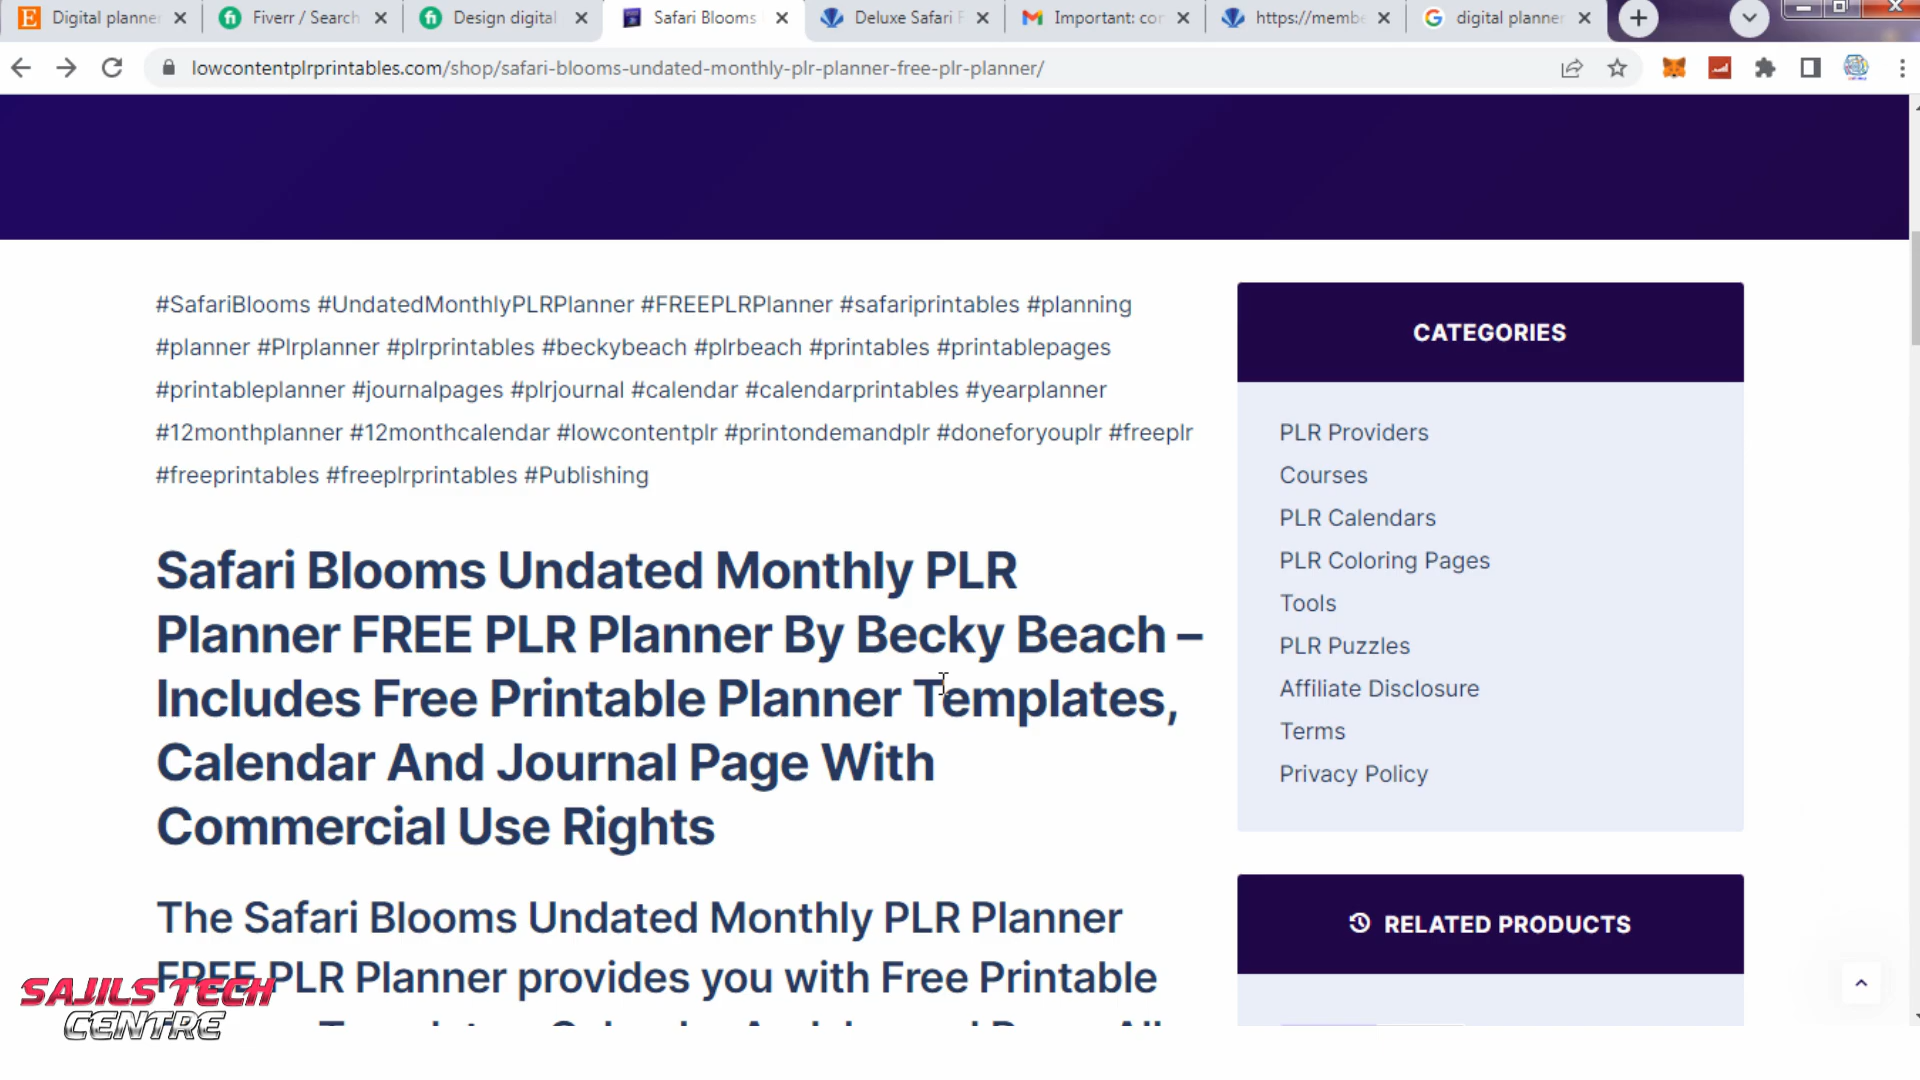 Digital planne
Fiverr / Search
Design digital
Safari Blooms
Deluxe Safari F
Important: cor
https://membe
digital planner
lowcontentplrprintables.com/shop/safari-blooms-undated-monthly-plr-planner-free-plr-planner/
#SafariBlooms #UndatedMonthlyPLRPlanner #FREEPLRPlanner #safariprintables #planning
#planner #Plrplanner #plrprintables #beckybeach #plrbeach #printables #printablepages
#printableplanner #journalpages #plrjournal #calendar #calendarprintables #yearplanner
#12monthplanner #12monthcalendar #lowcontentplr #printondemandplr #doneforyouplr #freeplr
#freeprintables #freeplrprintables #Publishing
Safari Blooms Undated Monthly PLR
Planner FREE PLR Planner By Becky Beach –
Includes Free Printable Planner Templates,
Calendar And Journal Page With
Commercial Use Rights
The Safari Blooms Undated Monthly PLR Planner
FREE PLR Planner provides you with Free Printable
CATEGORIES
PLR Providers
Courses
PLR Calendars
PLR Coloring Pages
Tools
PLR Puzzles
Affiliate Disclosure
Terms
Privacy Policy
RELATED PRODUCTS
SAJILS TECH
CENTRE